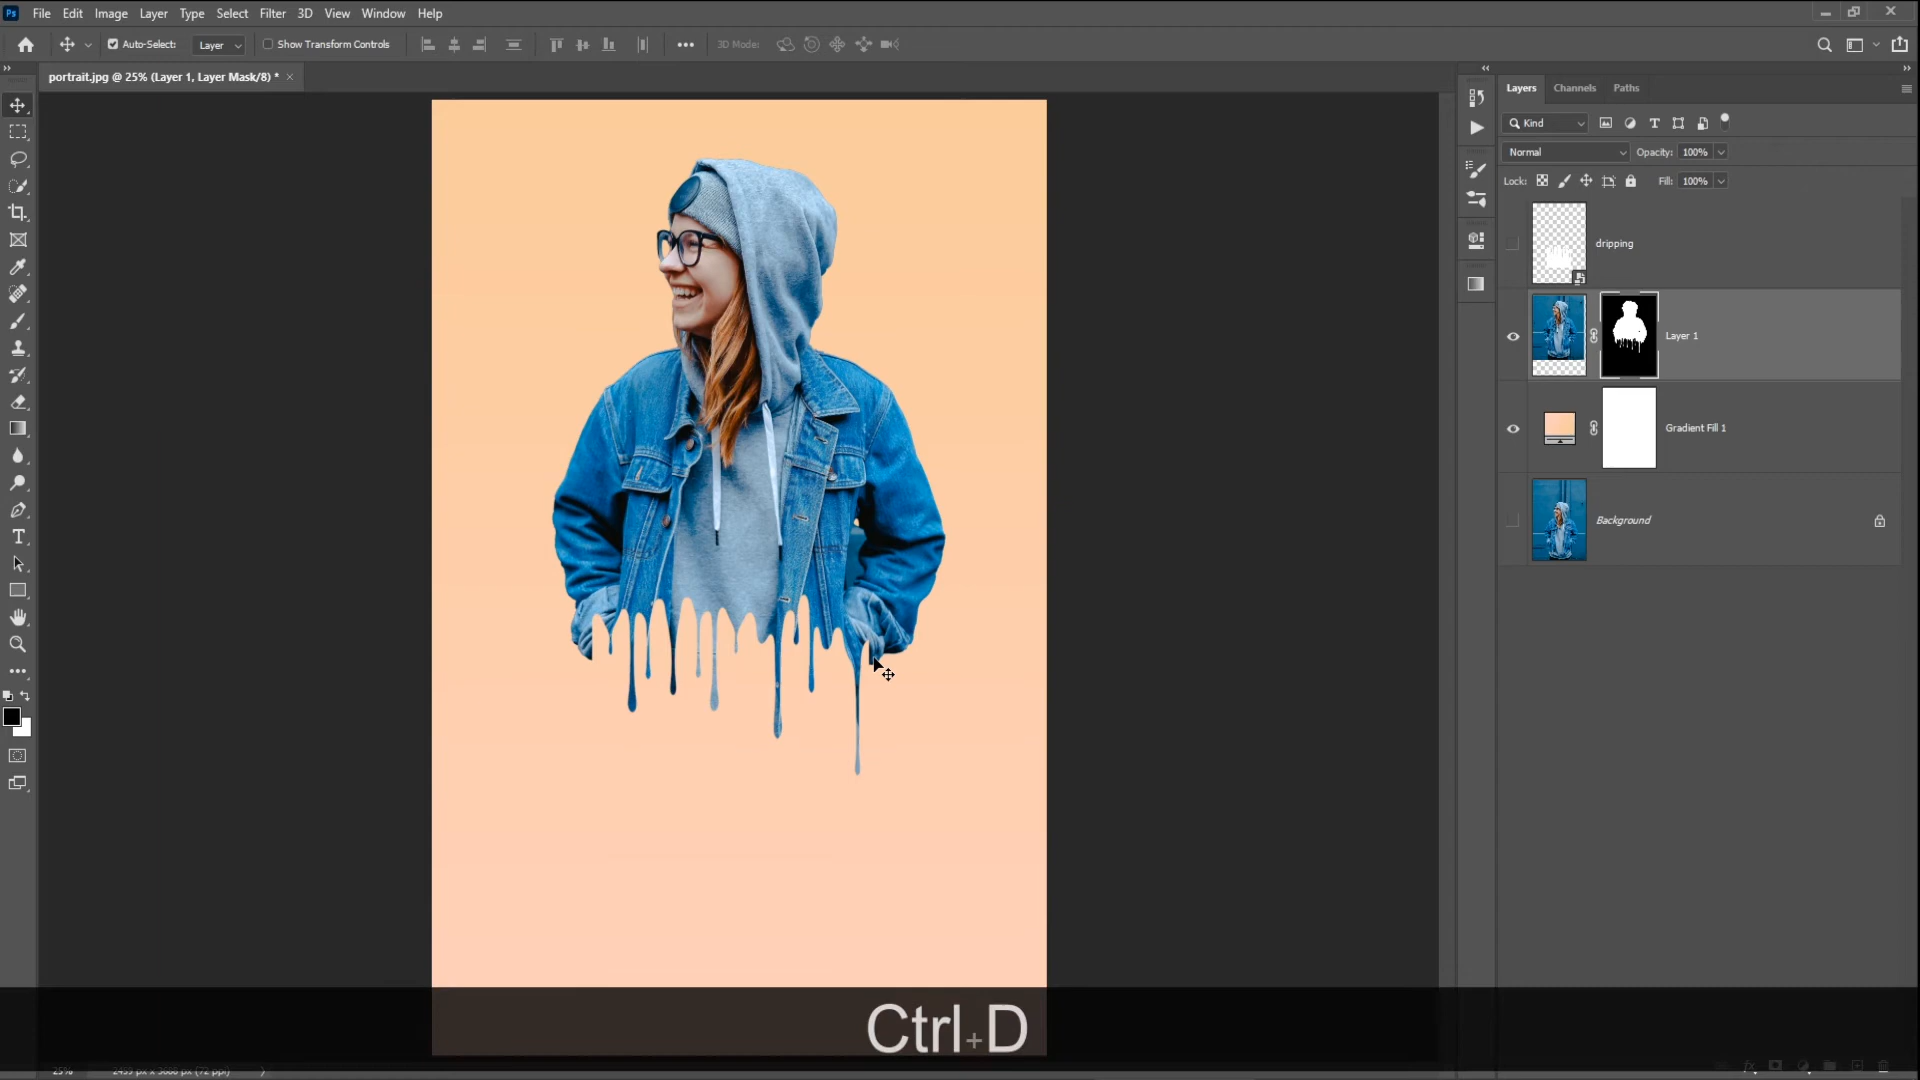 Ps File Edit Image Layer Type Select Filter 3D View Window Help
Auto-Select: Layer Show Transform Controls 3D Mode:
portrait.jpg @ 25% (Layer 1, Layer Mask/8) *
Layers Channels Paths
Kind
Normal Opacity: 100%
Lock: Fill: 100%
dripping
Layer 1
Gradient Fill 1
Background
Ctrl+D
25%